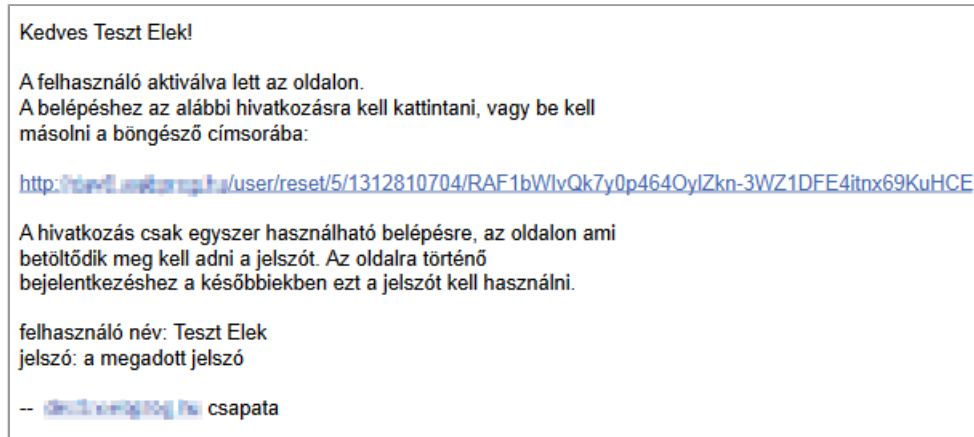 Kedves Teszt Elek!
A felhasználó aktiválva lett az oldalon.
A belépéshez az alábbi hivatkozásra kell kattintani, vagy be kell
másolni a böngésző címsorába:
http:/user/reset/5/1312810704/RAF1bWIvQk7y0p464OyIZkn-3WZ1DFE4itnx69KuHCE
A hivatkozás csak egyszer használható belépésre, az oldalon ami
betöltődik meg kell adni a jelszót. Az oldalra történő
bejelentkezéshez a későbbiekben ezt a jelszót kell használni.
felhasználó név: Teszt Elek
jelszó: a megadott jelszó
-- csapata